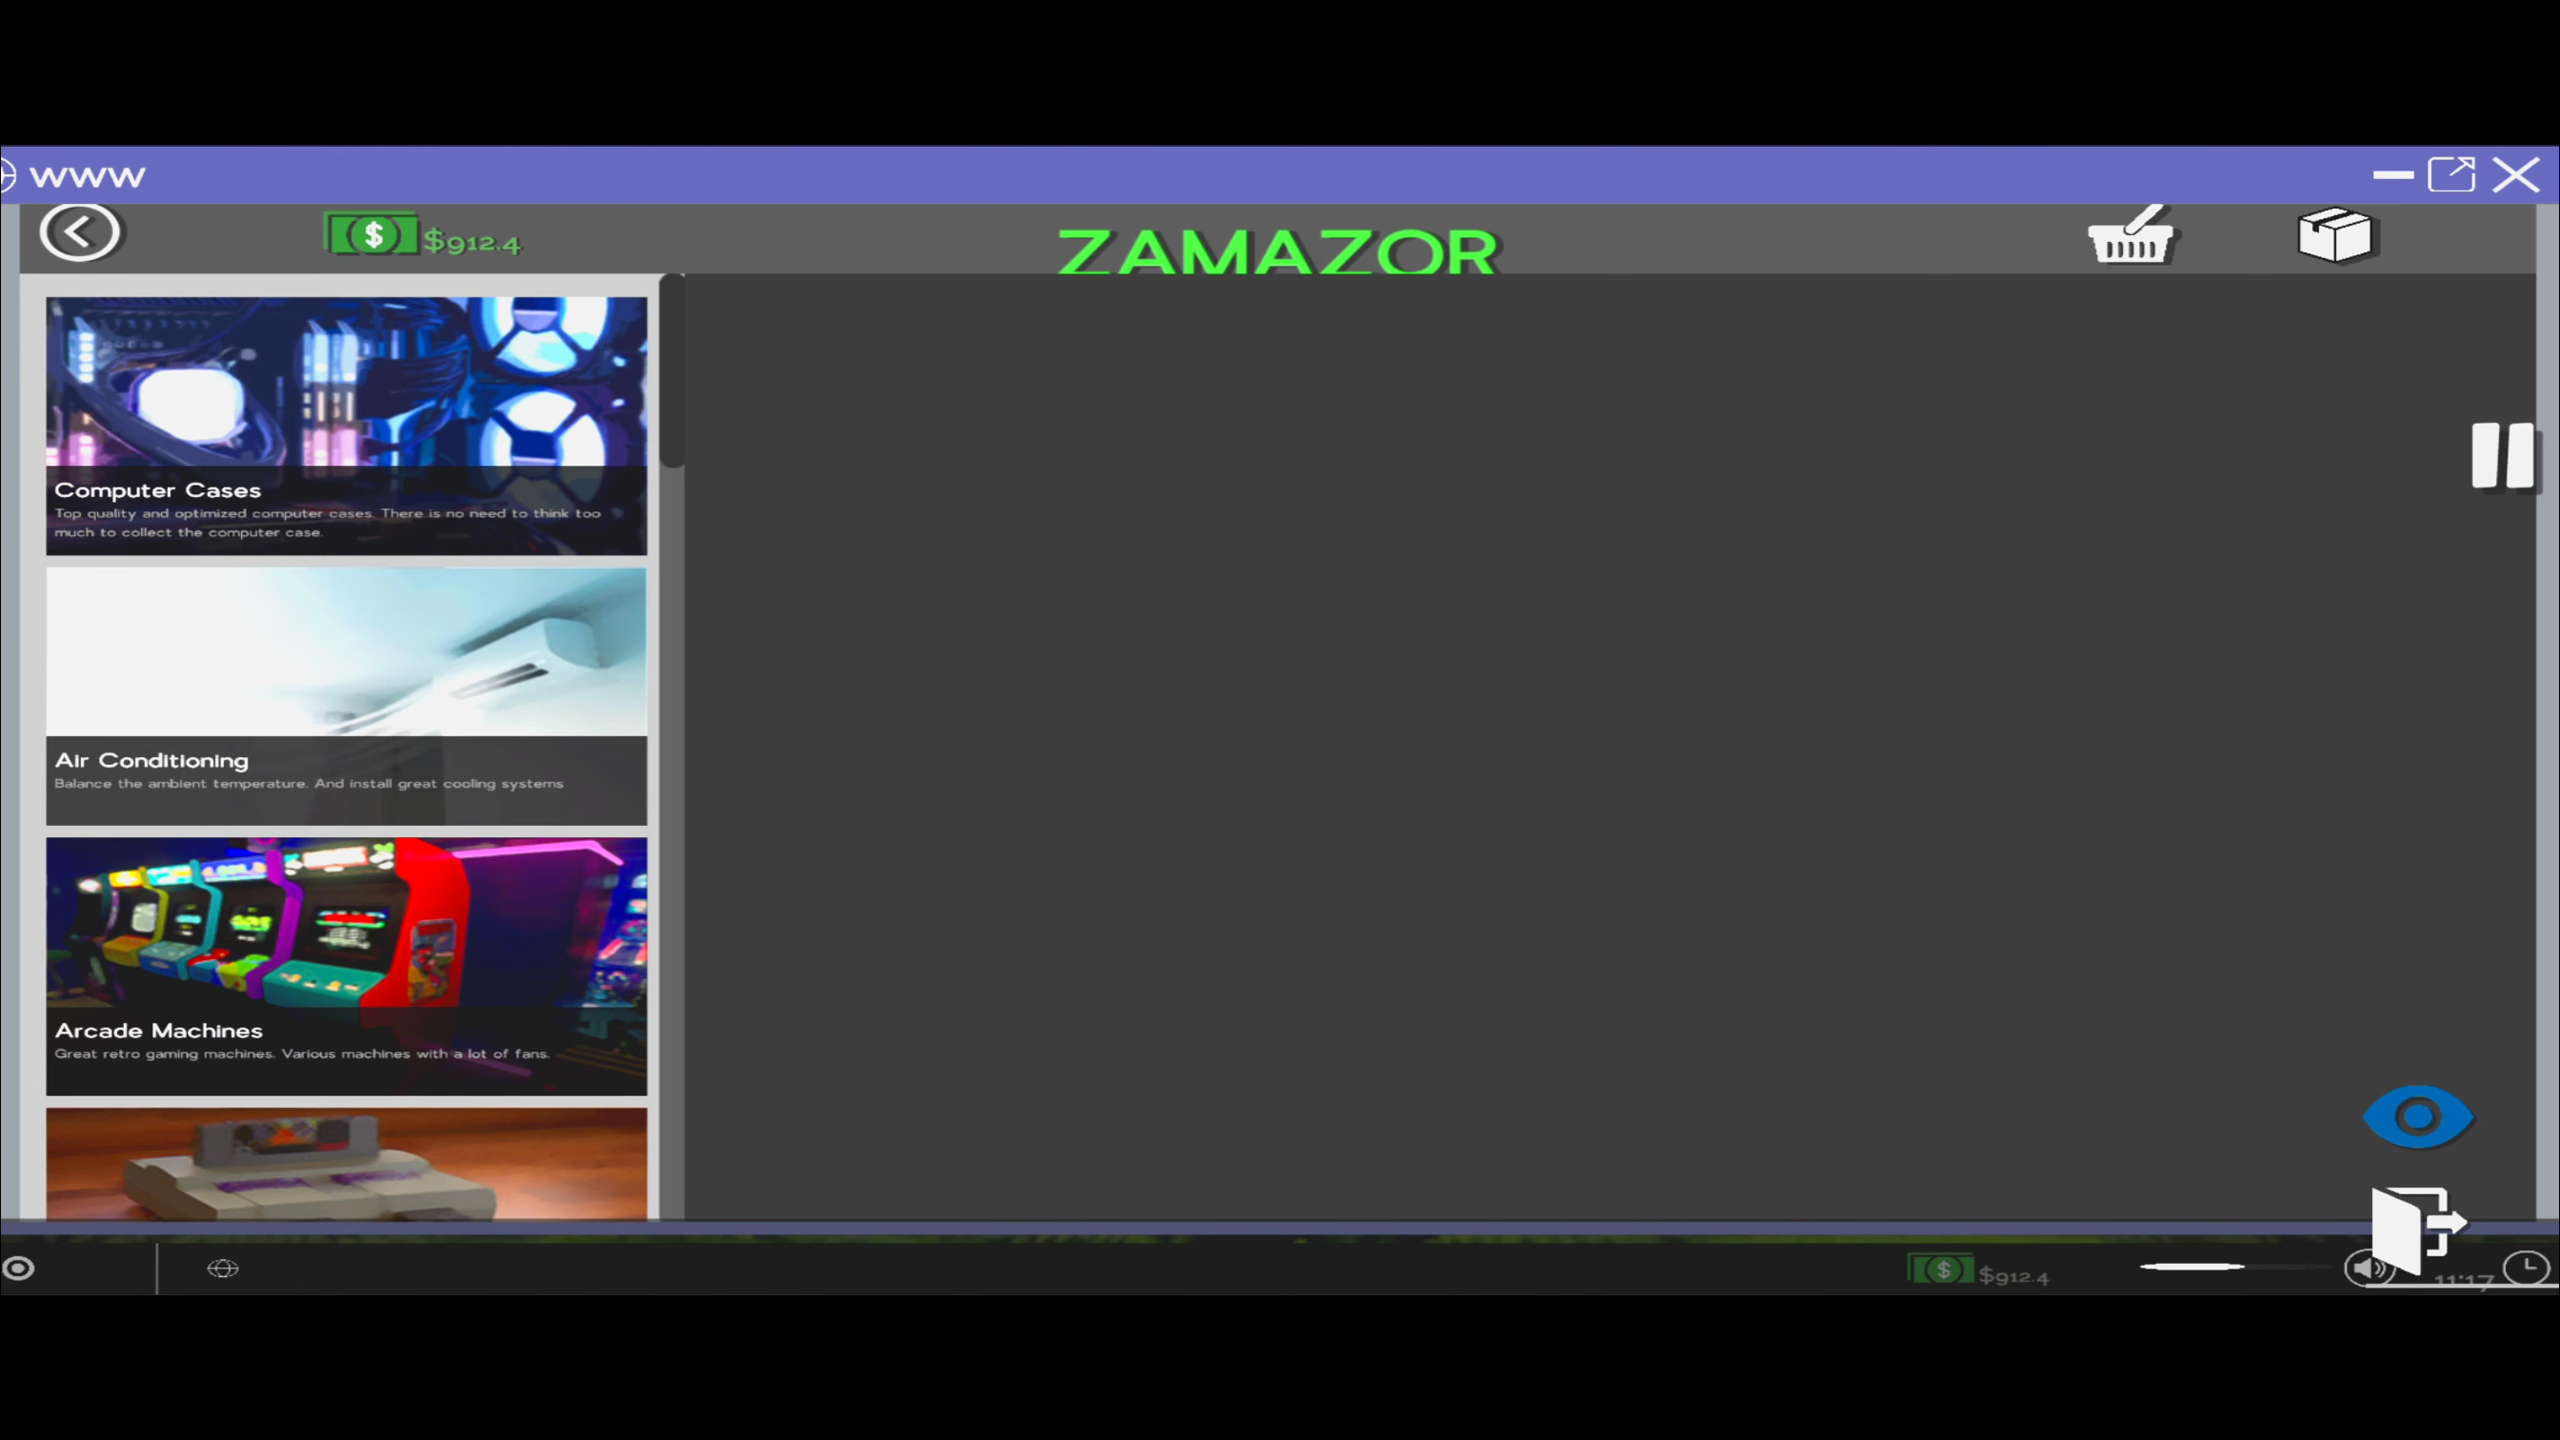 www
$912.4
ZAMAZOR
Computer Cases
Top quality and optimized computer cases. There is no need to think too
much to collect the computer case.
Air Conditioning
Balance the ambient temperature. And install great cooling systems
Arcade Machines
Great retro gaming machines. Various machines with a lot of fans.
$912.4
11:17